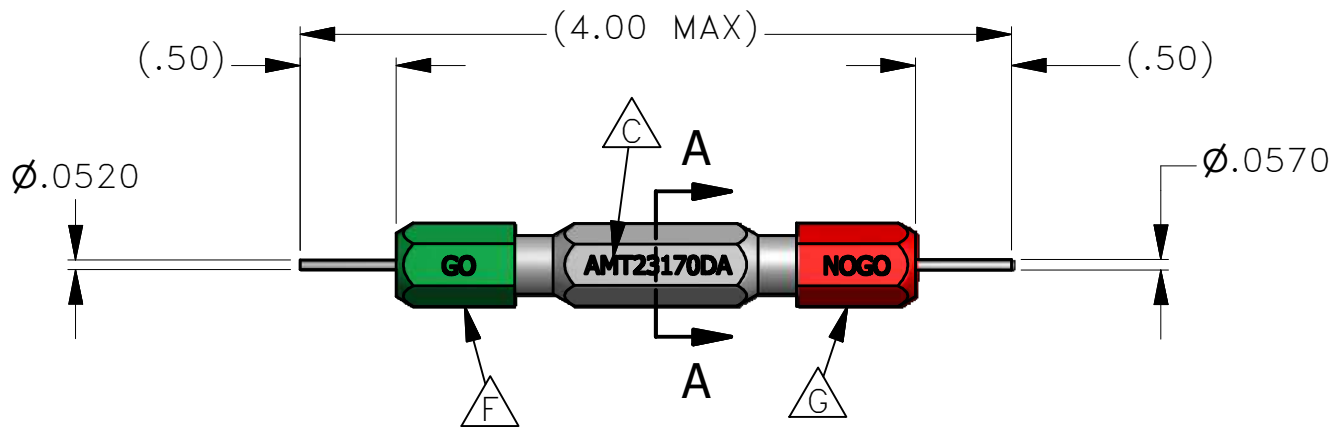 (4.00 MAX)
(.50)
(.50)
C
A
Ø.0520
Ø.0570
GO
AMT23170DA
NOGO
A
F
G